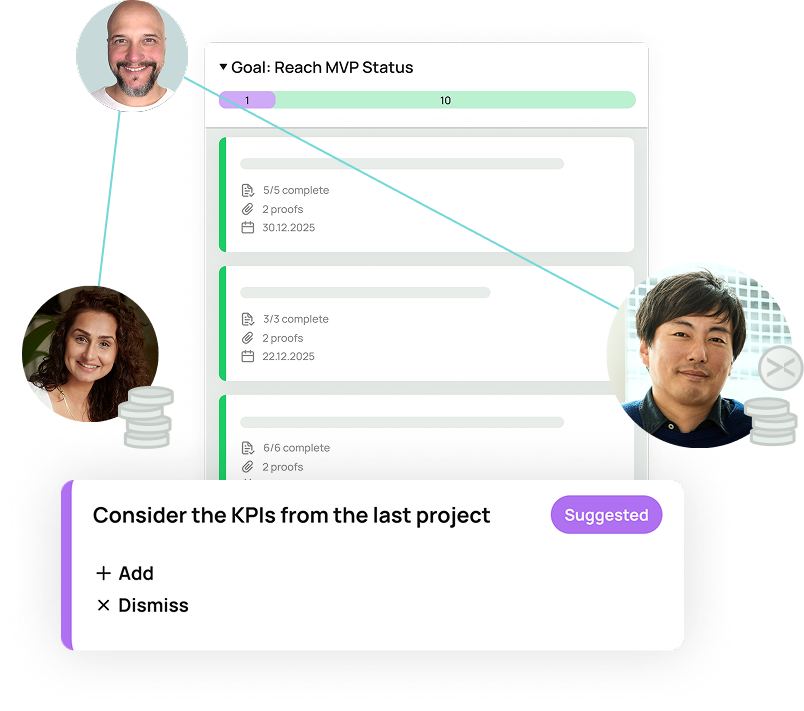 Goal: Reach MVP Status
1
10
5/5 complete
2 proofs
30.12.2025
3/3 complete
2 proofs
22.12.2025
6/6 complete
2 proofs
Consider the KPIs from the last project
Suggested
Add
Dismiss